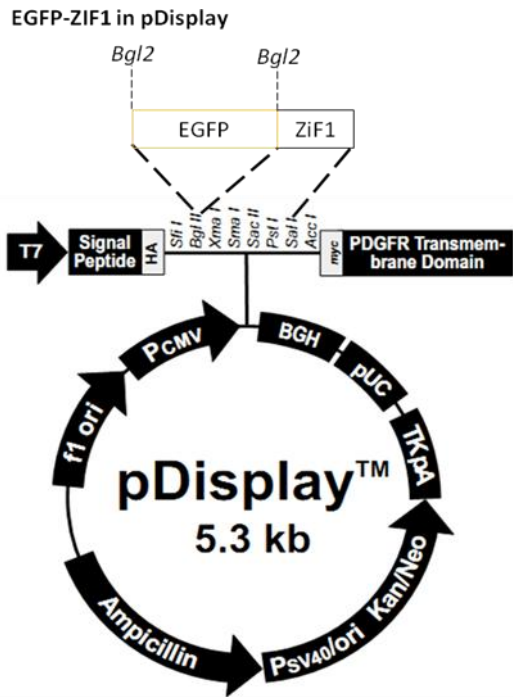 EGFP-ZIF1 in pDisplay
Bgl2 Bgl2
EGFP ZiF1
Sfi I
Bgl II
Xma I
Sma I
Sac II
Pst I
Sal I
Acc I
T7
Signal
Peptide
HA
myc
PDGFR Transmem-
brane Domain
PCMV
BGH
pUC
TKpA
f1 ori
pDisplay™
5.3 kb
Ampicillin
PSV40/ori Kan/Neo